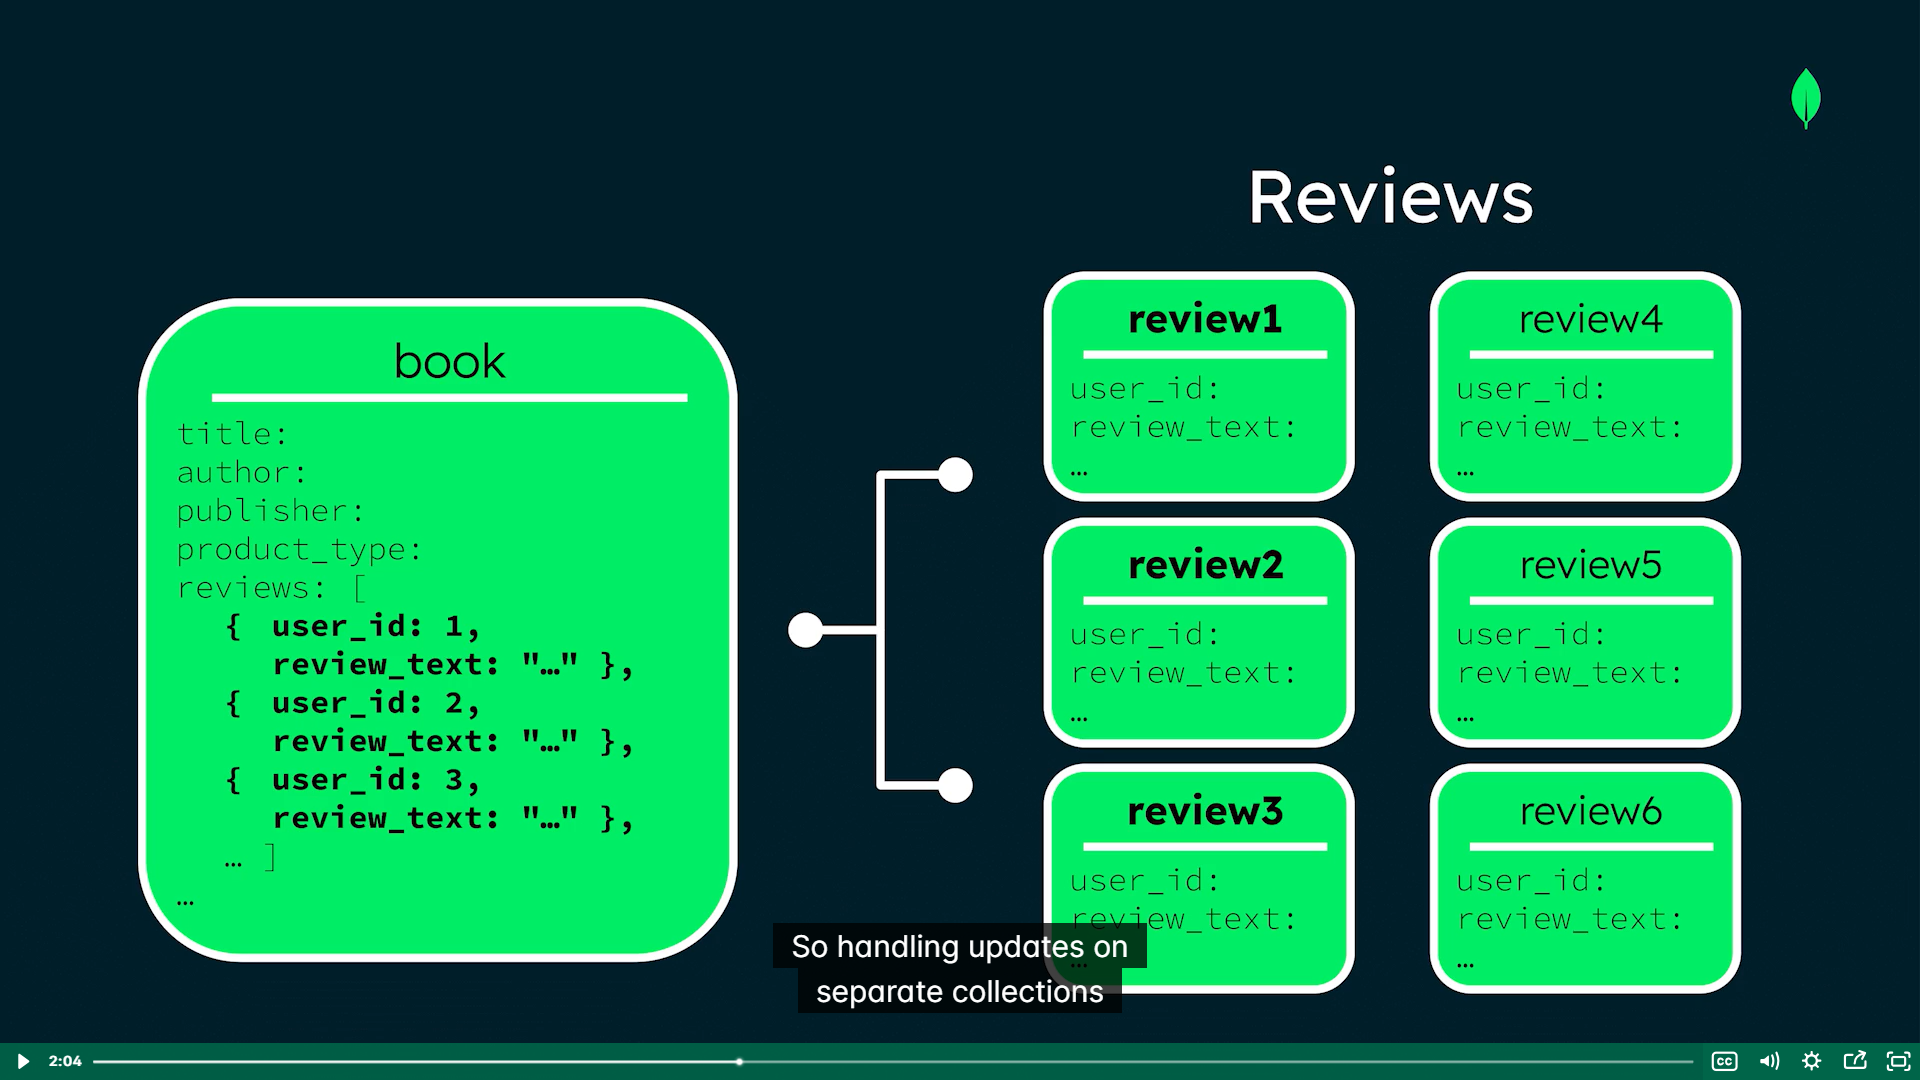 Reviews
book
title:
author:
publisher:
product_type:
reviews: [
{ user_id: 1,
review_text: "…" },
{ user_id: 2,
review_text: "…" },
{ user_id: 3,
review_text: "…" },
… ]
…
review1
user_id:
review_text:
…
review4
user_id:
review_text:
…
review2
user_id:
review_text:
…
review5
user_id:
review_text:
…
review3
user_id:
review_text:
…
review6
user_id:
review_text:
…
So handling updates on
separate collections
2:04
CC